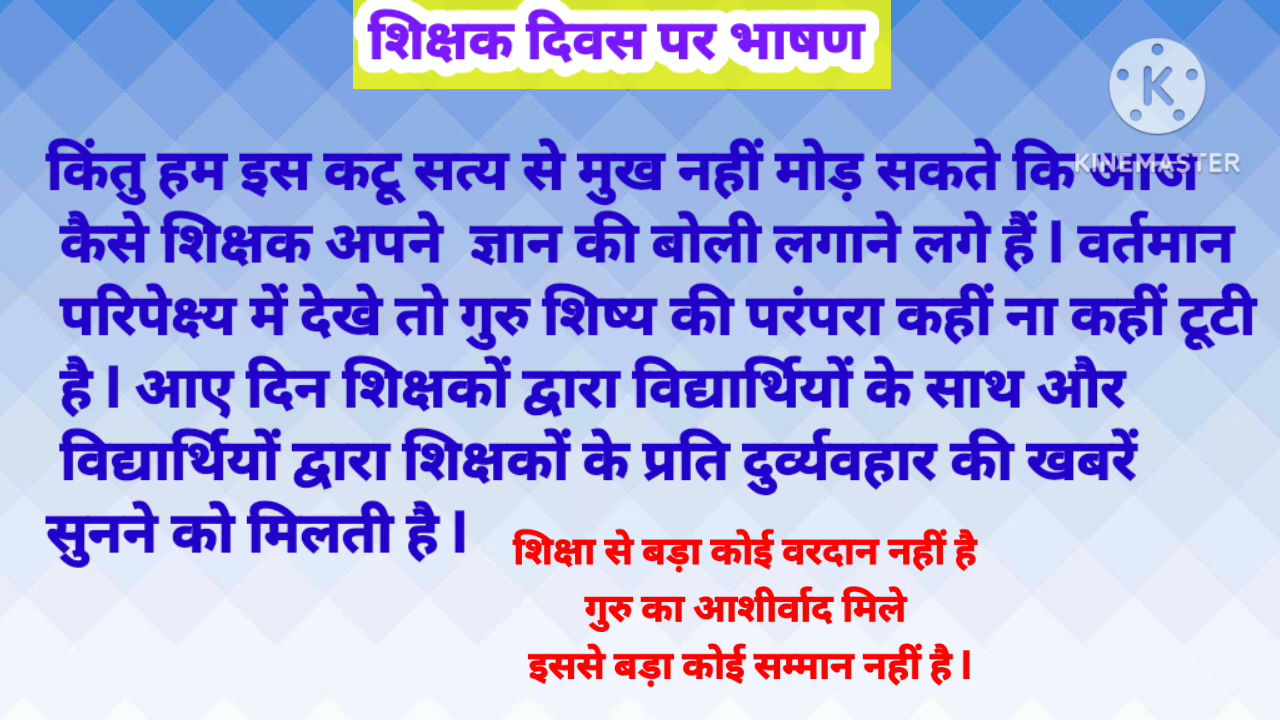 शिक्षक दिवस पर भाषण
K
KINEMASTER
किंतु हम इस कटू सत्य से मुख नहीं मोड़ सकते कि आज
कैसे शिक्षक अपने ज्ञान की बोली लगाने लगे हैं l वर्तमान
परिपेक्ष्य में देखे तो गुरु शिष्य की परंपरा कहीं ना कहीं टूटी
है l आए दिन शिक्षकों द्वारा विद्यार्थियों के साथ और
विद्यार्थियों द्वारा शिक्षकों के प्रति दुर्व्यवहार की खबरें
सुनने को मिलती है l
शिक्षा से बड़ा कोई वरदान नहीं है
गुरु का आशीर्वाद मिले
इससे बड़ा कोई सम्मान नहीं है l